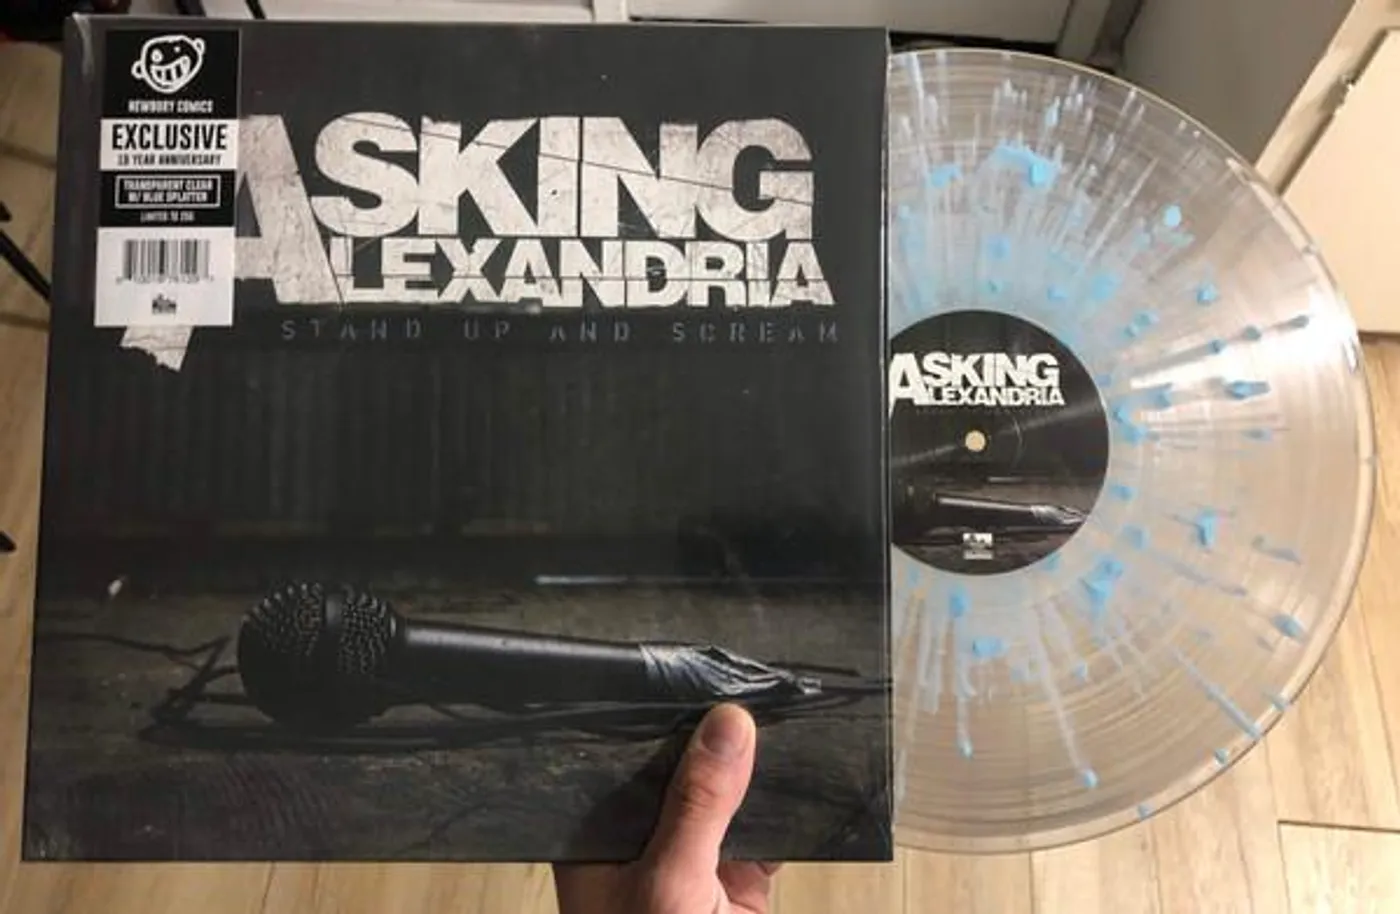 NEWBURY COMICS
EXCLUSIVE
10 YEAR ANNIVERSARY
TRANSPARENT CLEAR
W/ BLUE SPLATTER
LIMITED TO 250
ASKING
ALEXANDRIA
STAND UP AND SCREAM
ASKING
ALEXANDRIA